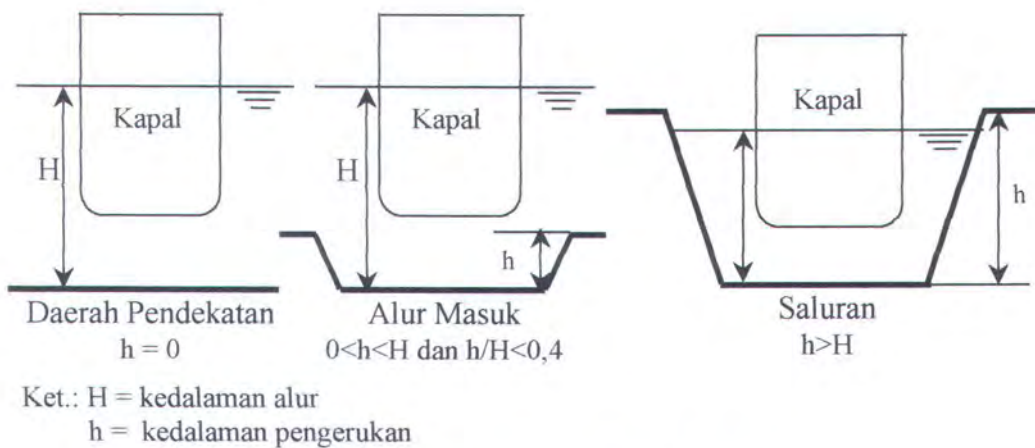 Kapal
H
Daerah Pendekatan
h = 0
Kapal
H
h
Alur Masuk
0<h<H dan h/H<0,4
Kapal
h
Saluran
h>H
Ket.: H = kedalaman alur
h = kedalaman pengerukan